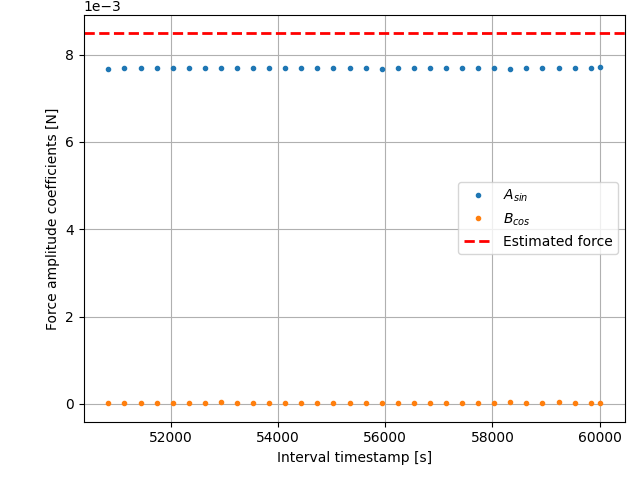 1e−3
8
6
4
2
0
Force amplitude coefficients [N]
A_sin
B_cos
Estimated force
52000 54000 56000 58000 60000
Interval timestamp [s]